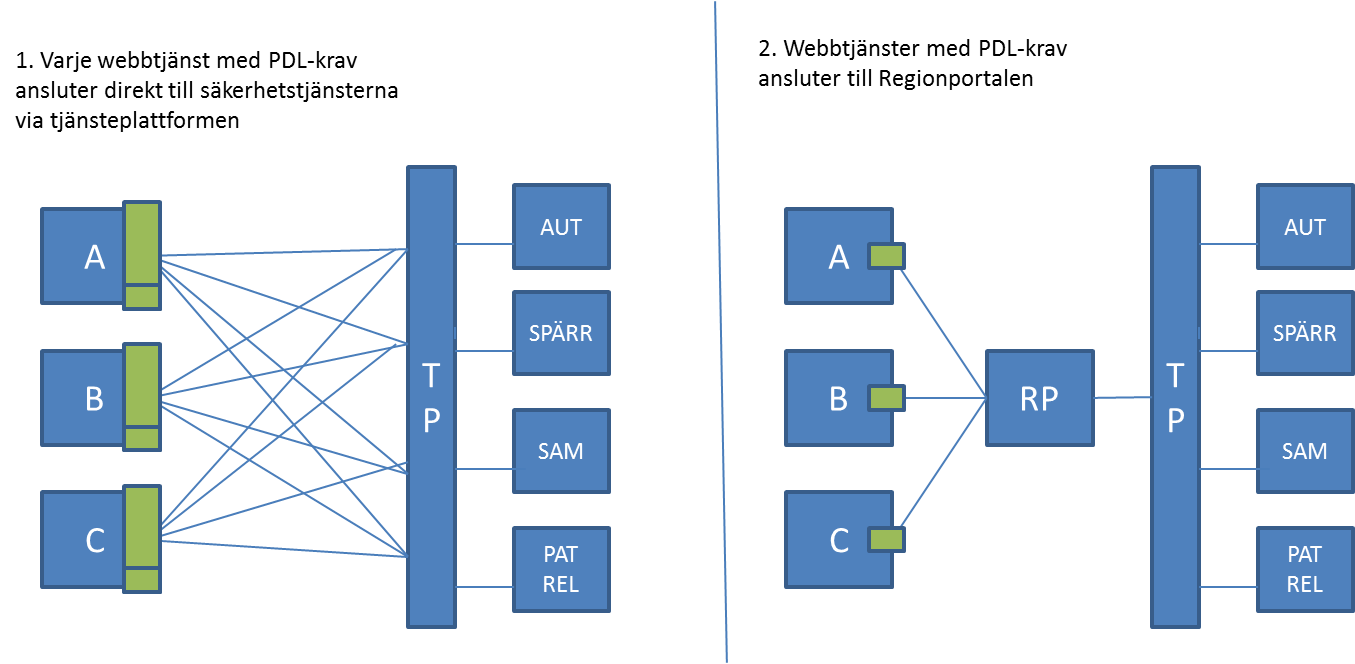 1. Varje webbtjänst med PDL-krav
ansluter direkt till säkerhetstjänsterna
via tjänsteplattformen
A
B
C
T
P
AUT
SPÄRR
SAM
PAT
REL
2. Webbtjänster med PDL-krav
ansluter till Regionportalen
A
B
C
RP
T
P
AUT
SPÄRR
SAM
PAT
REL